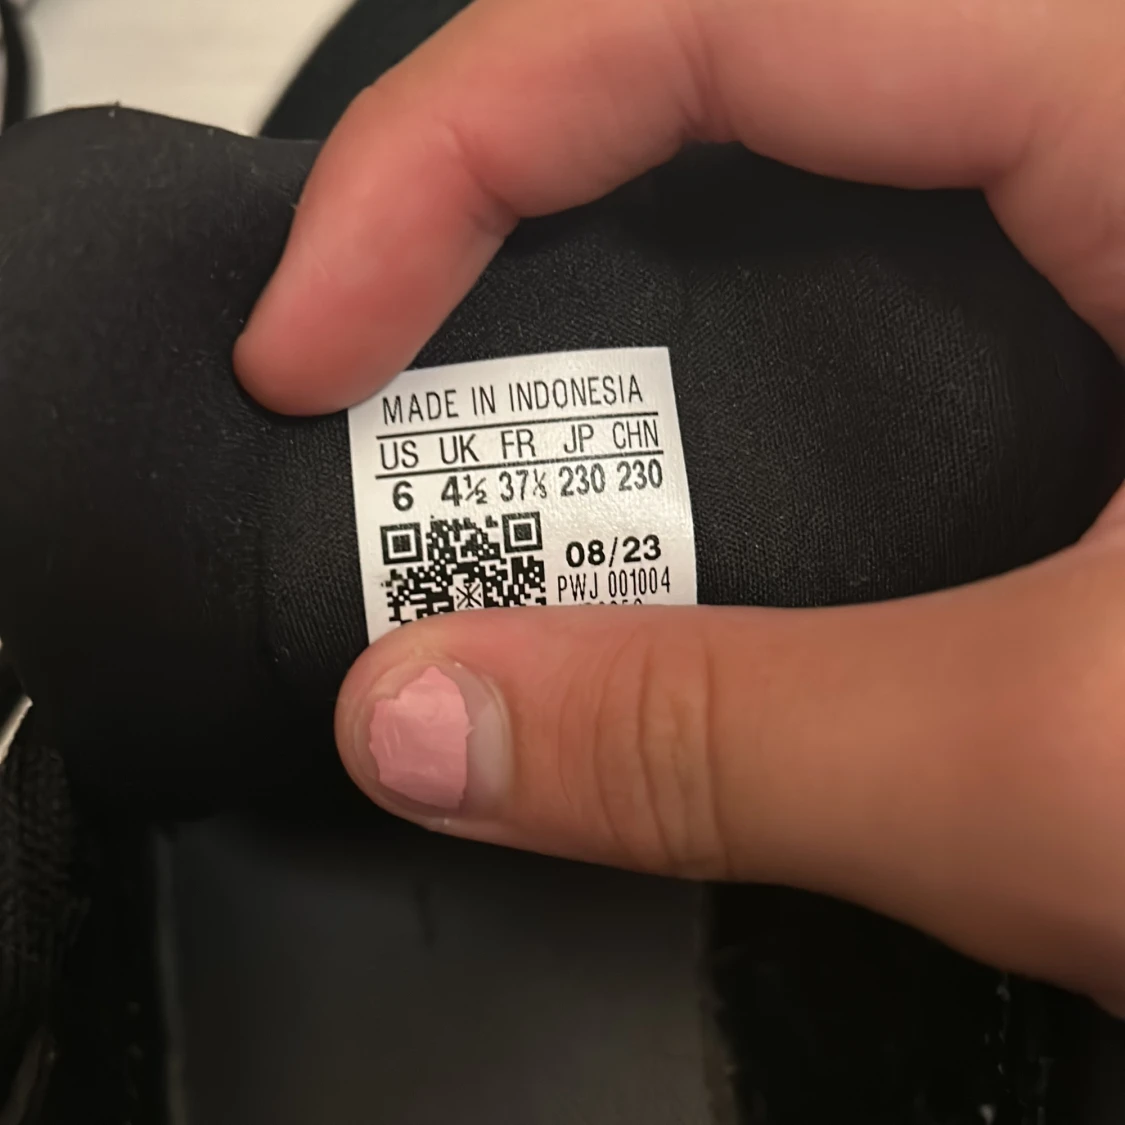 MADE IN INDONESIA
US UK FR JP CHN
6 4½ 37⅓ 230 230
08/23
PWJ 001004